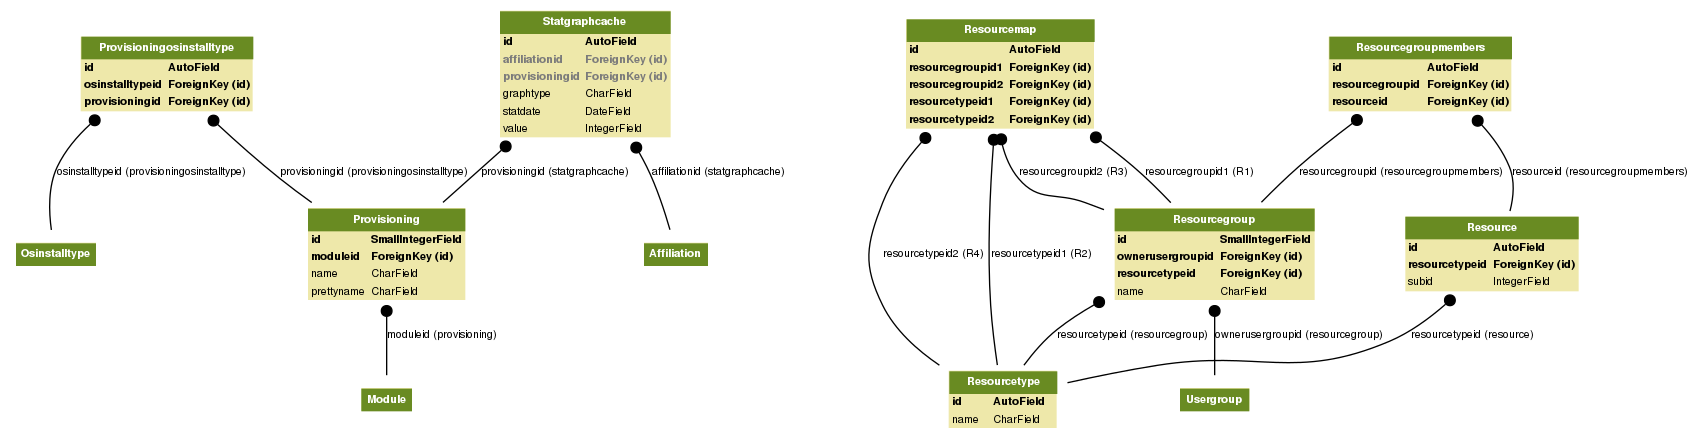 Provisioningosinstalltype
id AutoField
osinstalltypeid ForeignKey (id)
provisioningid ForeignKey (id)
Statgraphcache
id AutoField
affiliationid ForeignKey (id)
provisioningid ForeignKey (id)
graphtype CharField
statdate DateField
value IntegerField
osinstalltypeid (provisioningosinstalltype)
provisioningid (provisioningosinstalltype)
provisioningid (statgraphcache)
affiliationid (statgraphcache)
Osinstalltype
Provisioning
id SmallIntegerField
moduleid ForeignKey (id)
name CharField
prettyname CharField
Affiliation
moduleid (provisioning)
Module
Resourcemap
id AutoField
resourcegroupid1 ForeignKey (id)
resourcegroupid2 ForeignKey (id)
resourcetypeid1 ForeignKey (id)
resourcetypeid2 ForeignKey (id)
Resourcegroupmembers
id AutoField
resourcegroupid ForeignKey (id)
resourceid ForeignKey (id)
resourcegroupid2 (R3)
resourcegroupid1 (R1)
resourcegroupid (resourcegroupmembers)
resourceid (resourcegroupmembers)
resourcetypeid2 (R4)
resourcetypeid1 (R2)
Resourcegroup
id SmallIntegerField
ownerusergroupid ForeignKey (id)
resourcetypeid ForeignKey (id)
name CharField
Resource
id AutoField
resourcetypeid ForeignKey (id)
subid IntegerField
resourcetypeid (resourcegroup)
ownerusergroupid (resourcegroup)
resourcetypeid (resource)
Resourcetype
id AutoField
name CharField
Usergroup